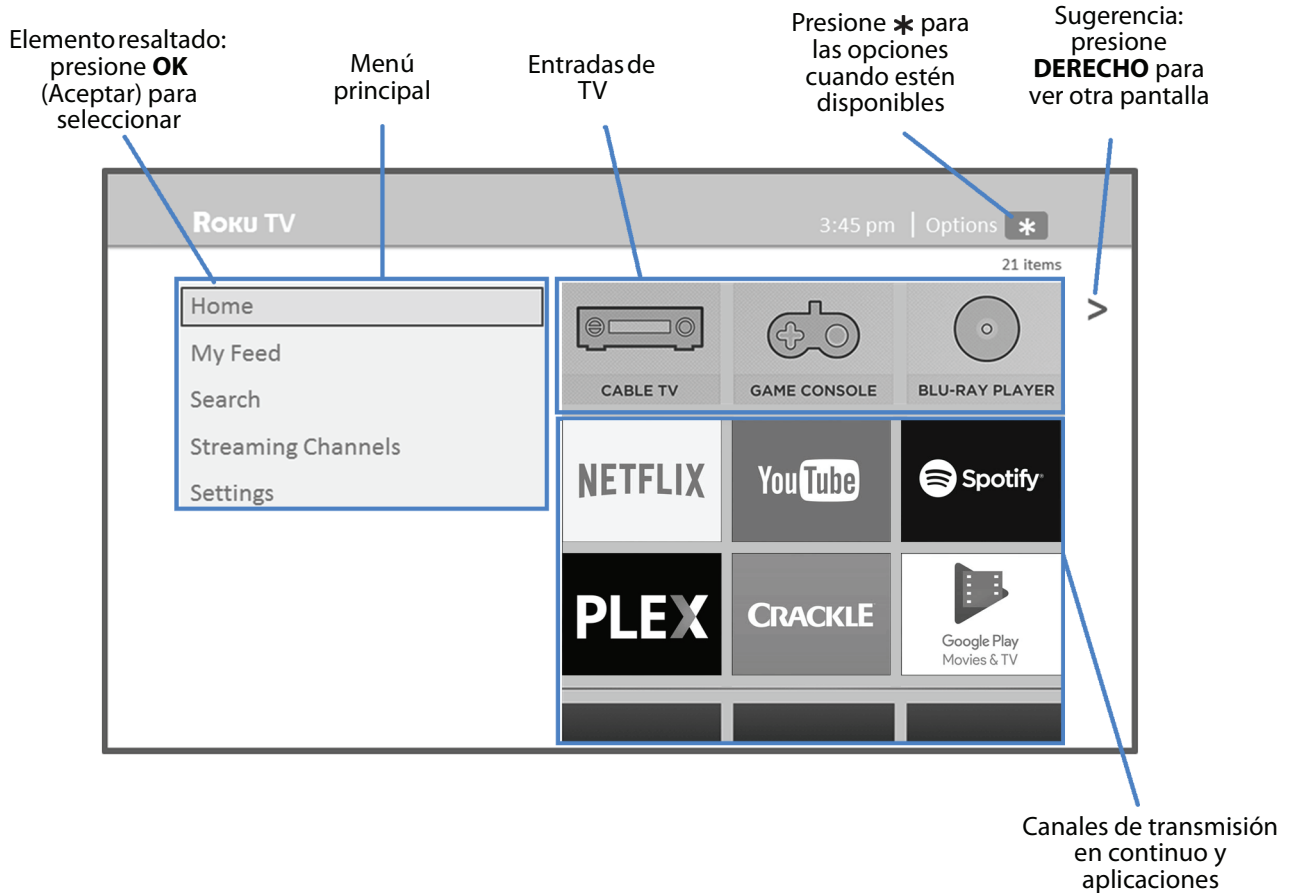 Elemento resaltado:
presione OK
(Aceptar) para
seleccionar
Menú
principal
Entradas de
TV
Presione * para
las opciones
cuando estén
disponibles
Sugerencia:
presione
DERECHO para
ver otra pantalla
ROKU TV
3:45 pm | Options *
21 items
Home
My Feed
Search
Streaming Channels
Settings
>
CABLE TV
GAME CONSOLE
BLU-RAY PLAYER
NETFLIX
YouTube
Spotify
PLEX
CRACKLE
Google Play
Movies & TV
Canales de transmisión
en continuo y
aplicaciones